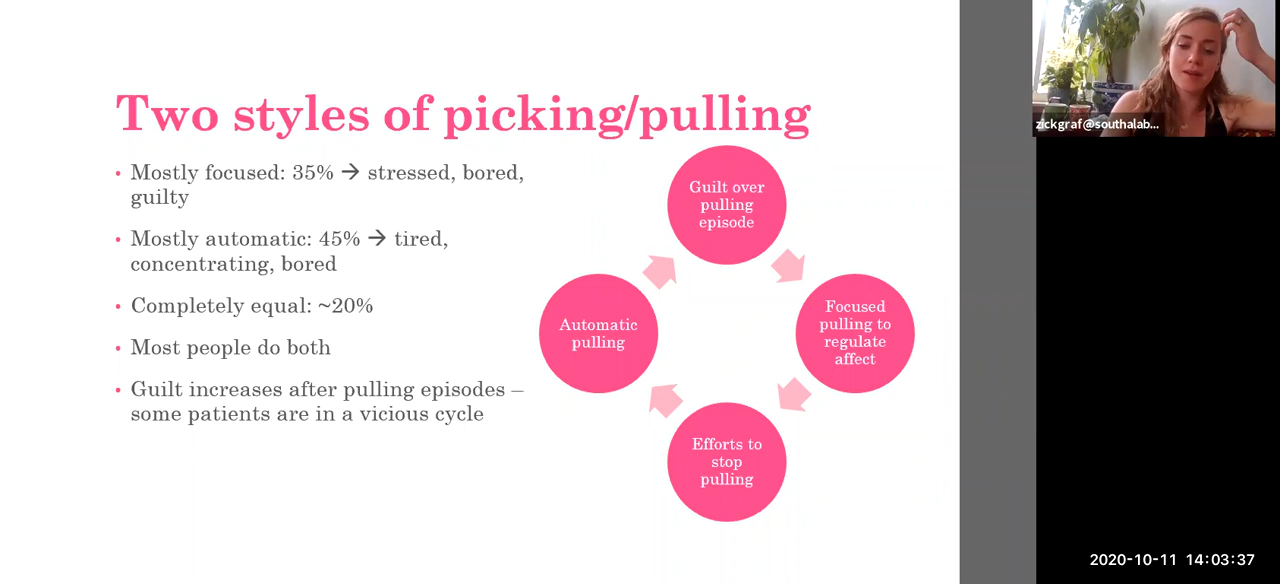 Two styles of picking/pulling
• Mostly focused: 35% → stressed, bored,
guilty
• Mostly automatic: 45% → tired,
concentrating, bored
• Completely equal: ~20%
• Most people do both
• Guilt increases after pulling episodes –
some patients are in a vicious cycle
Guilt over
pulling
episode
Focused
pulling to
regulate
affect
Efforts to
stop
pulling
Automatic
pulling
zickgraf@southalab...
2020-10-11 14:03:37